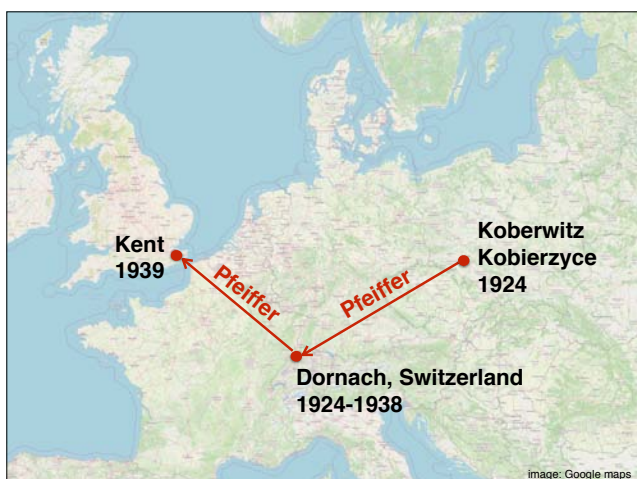 Kent
1939
Pfeiffer
Pfeiffer
Koberwitz
Kobierzyce
1924
Dornach, Switzerland
1924-1938
image: Google maps